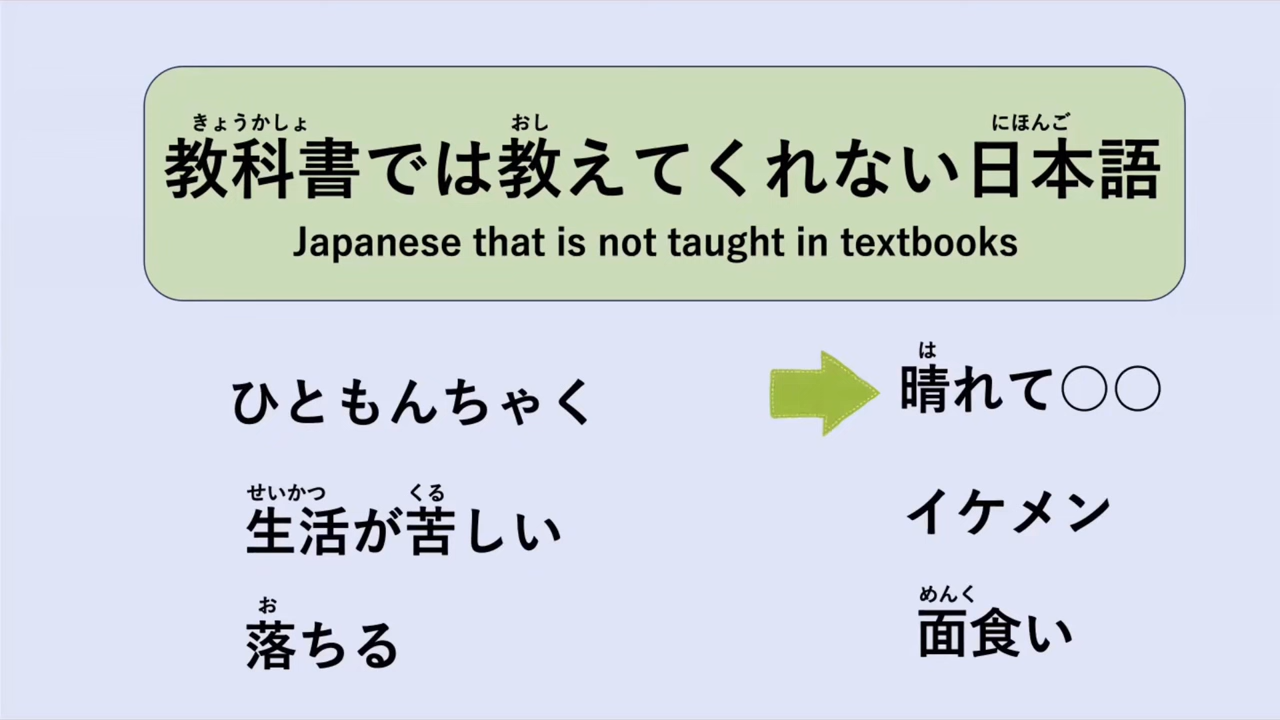 教科書では教えてくれない日本語
Japanese that is not taught in textbooks
ひともんちゃく
生活が苦しい
落ちる
晴れて○○
イケメン
面食い